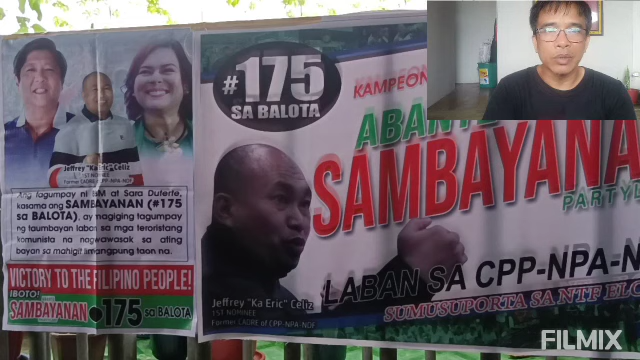 Jeffrey "Ka Eric" Celiz
1ST NOMINEE
Former CADRE of CPP-NPA-NDF
Ang tagumpay ni BBM at Sara Duterte,
kasama ang SAMBAYANAN (#175
sa BALOTA), ay magiging tagumpay
ng taumbayan laban sa mga teroristang
komunista na nagwawasak sa ating
bayan sa mahigit limangpung taon na.
VICTORY TO THE FILIPINO PEOPLE!
IBOTO!
SAMBAYANAN #175 sa BALOTA
#175
SA BALOTA
KAMPEON
ABANTE
SAMBAYANA
PARTYL
LABAN SA CPP-NPA-N
SUMUSUPORTA SA NTF ELC
Jeffrey "Ka Eric" Celiz
1ST NOMINEE
Former CADRE of CPP-NPA-NDF
FILMIX